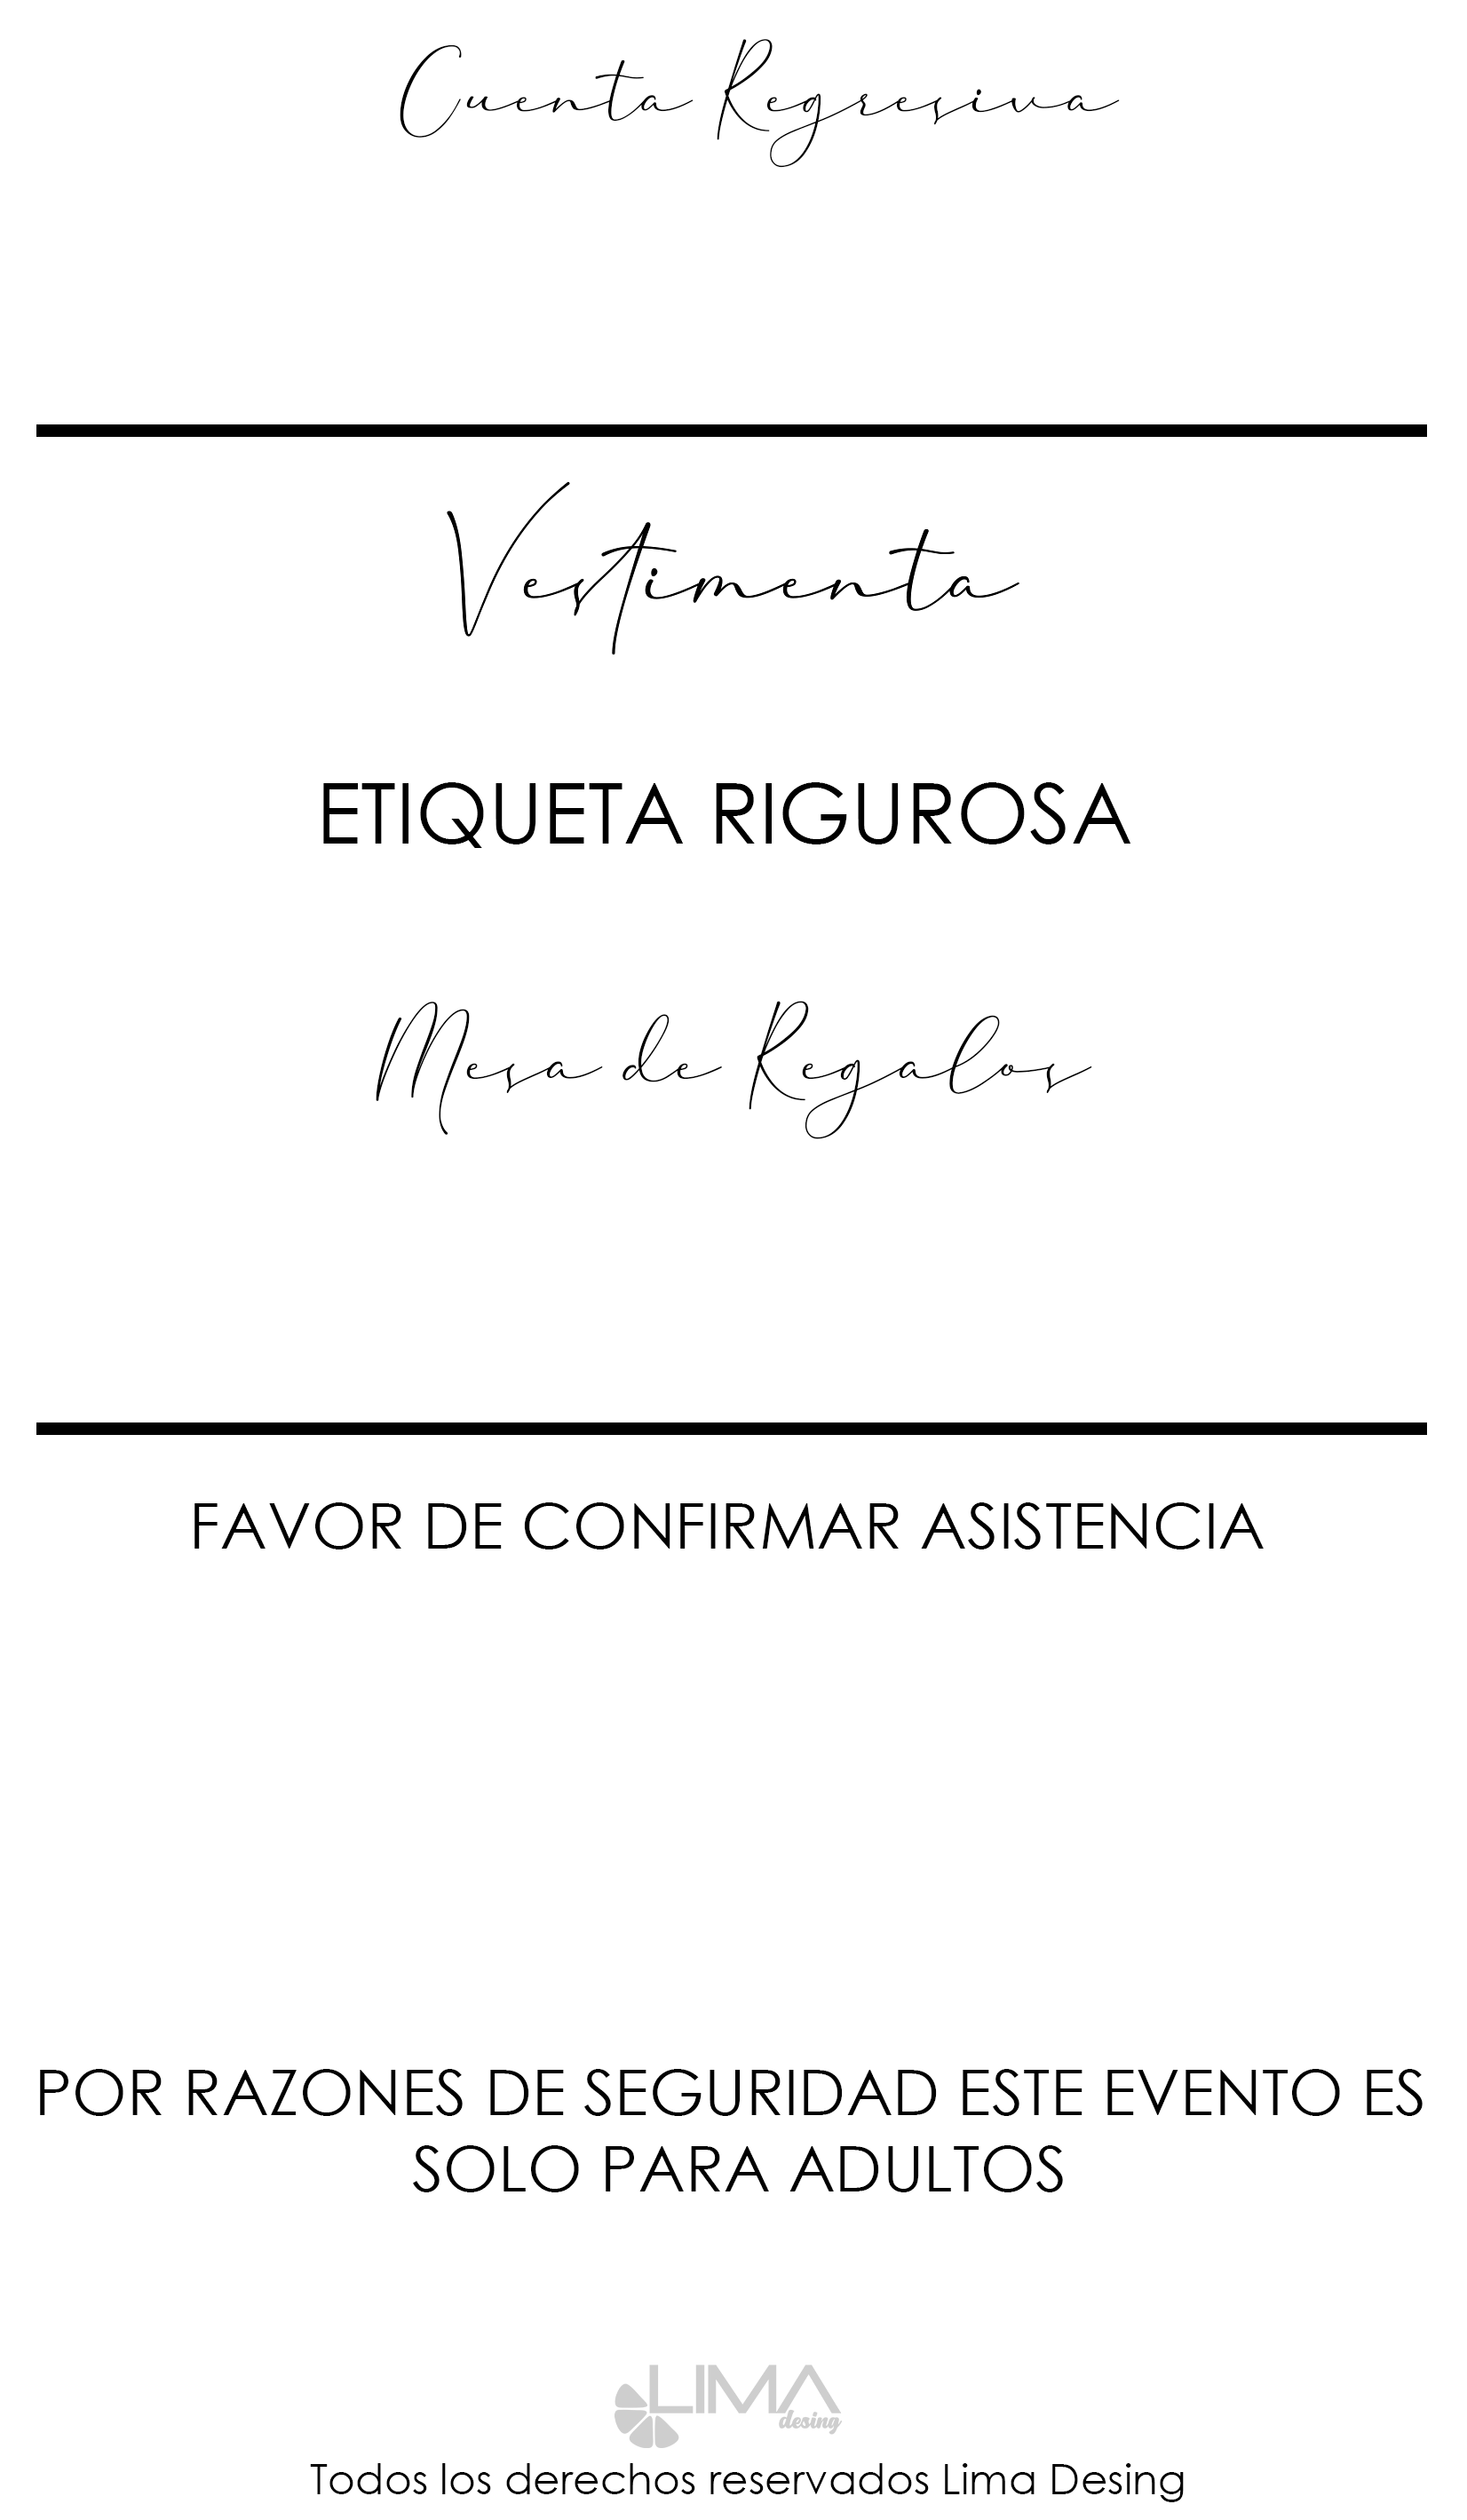 Cuenta Regresiva
Vestimenta
ETIQUETA RIGUROSA
Mesa de Regalos
FAVOR DE CONFIRMAR ASISTENCIA
POR RAZONES DE SEGURIDAD ESTE EVENTO ES
SOLO PARA ADULTOS
LIMA
desing
Todos los derechos reservados Lima Desing